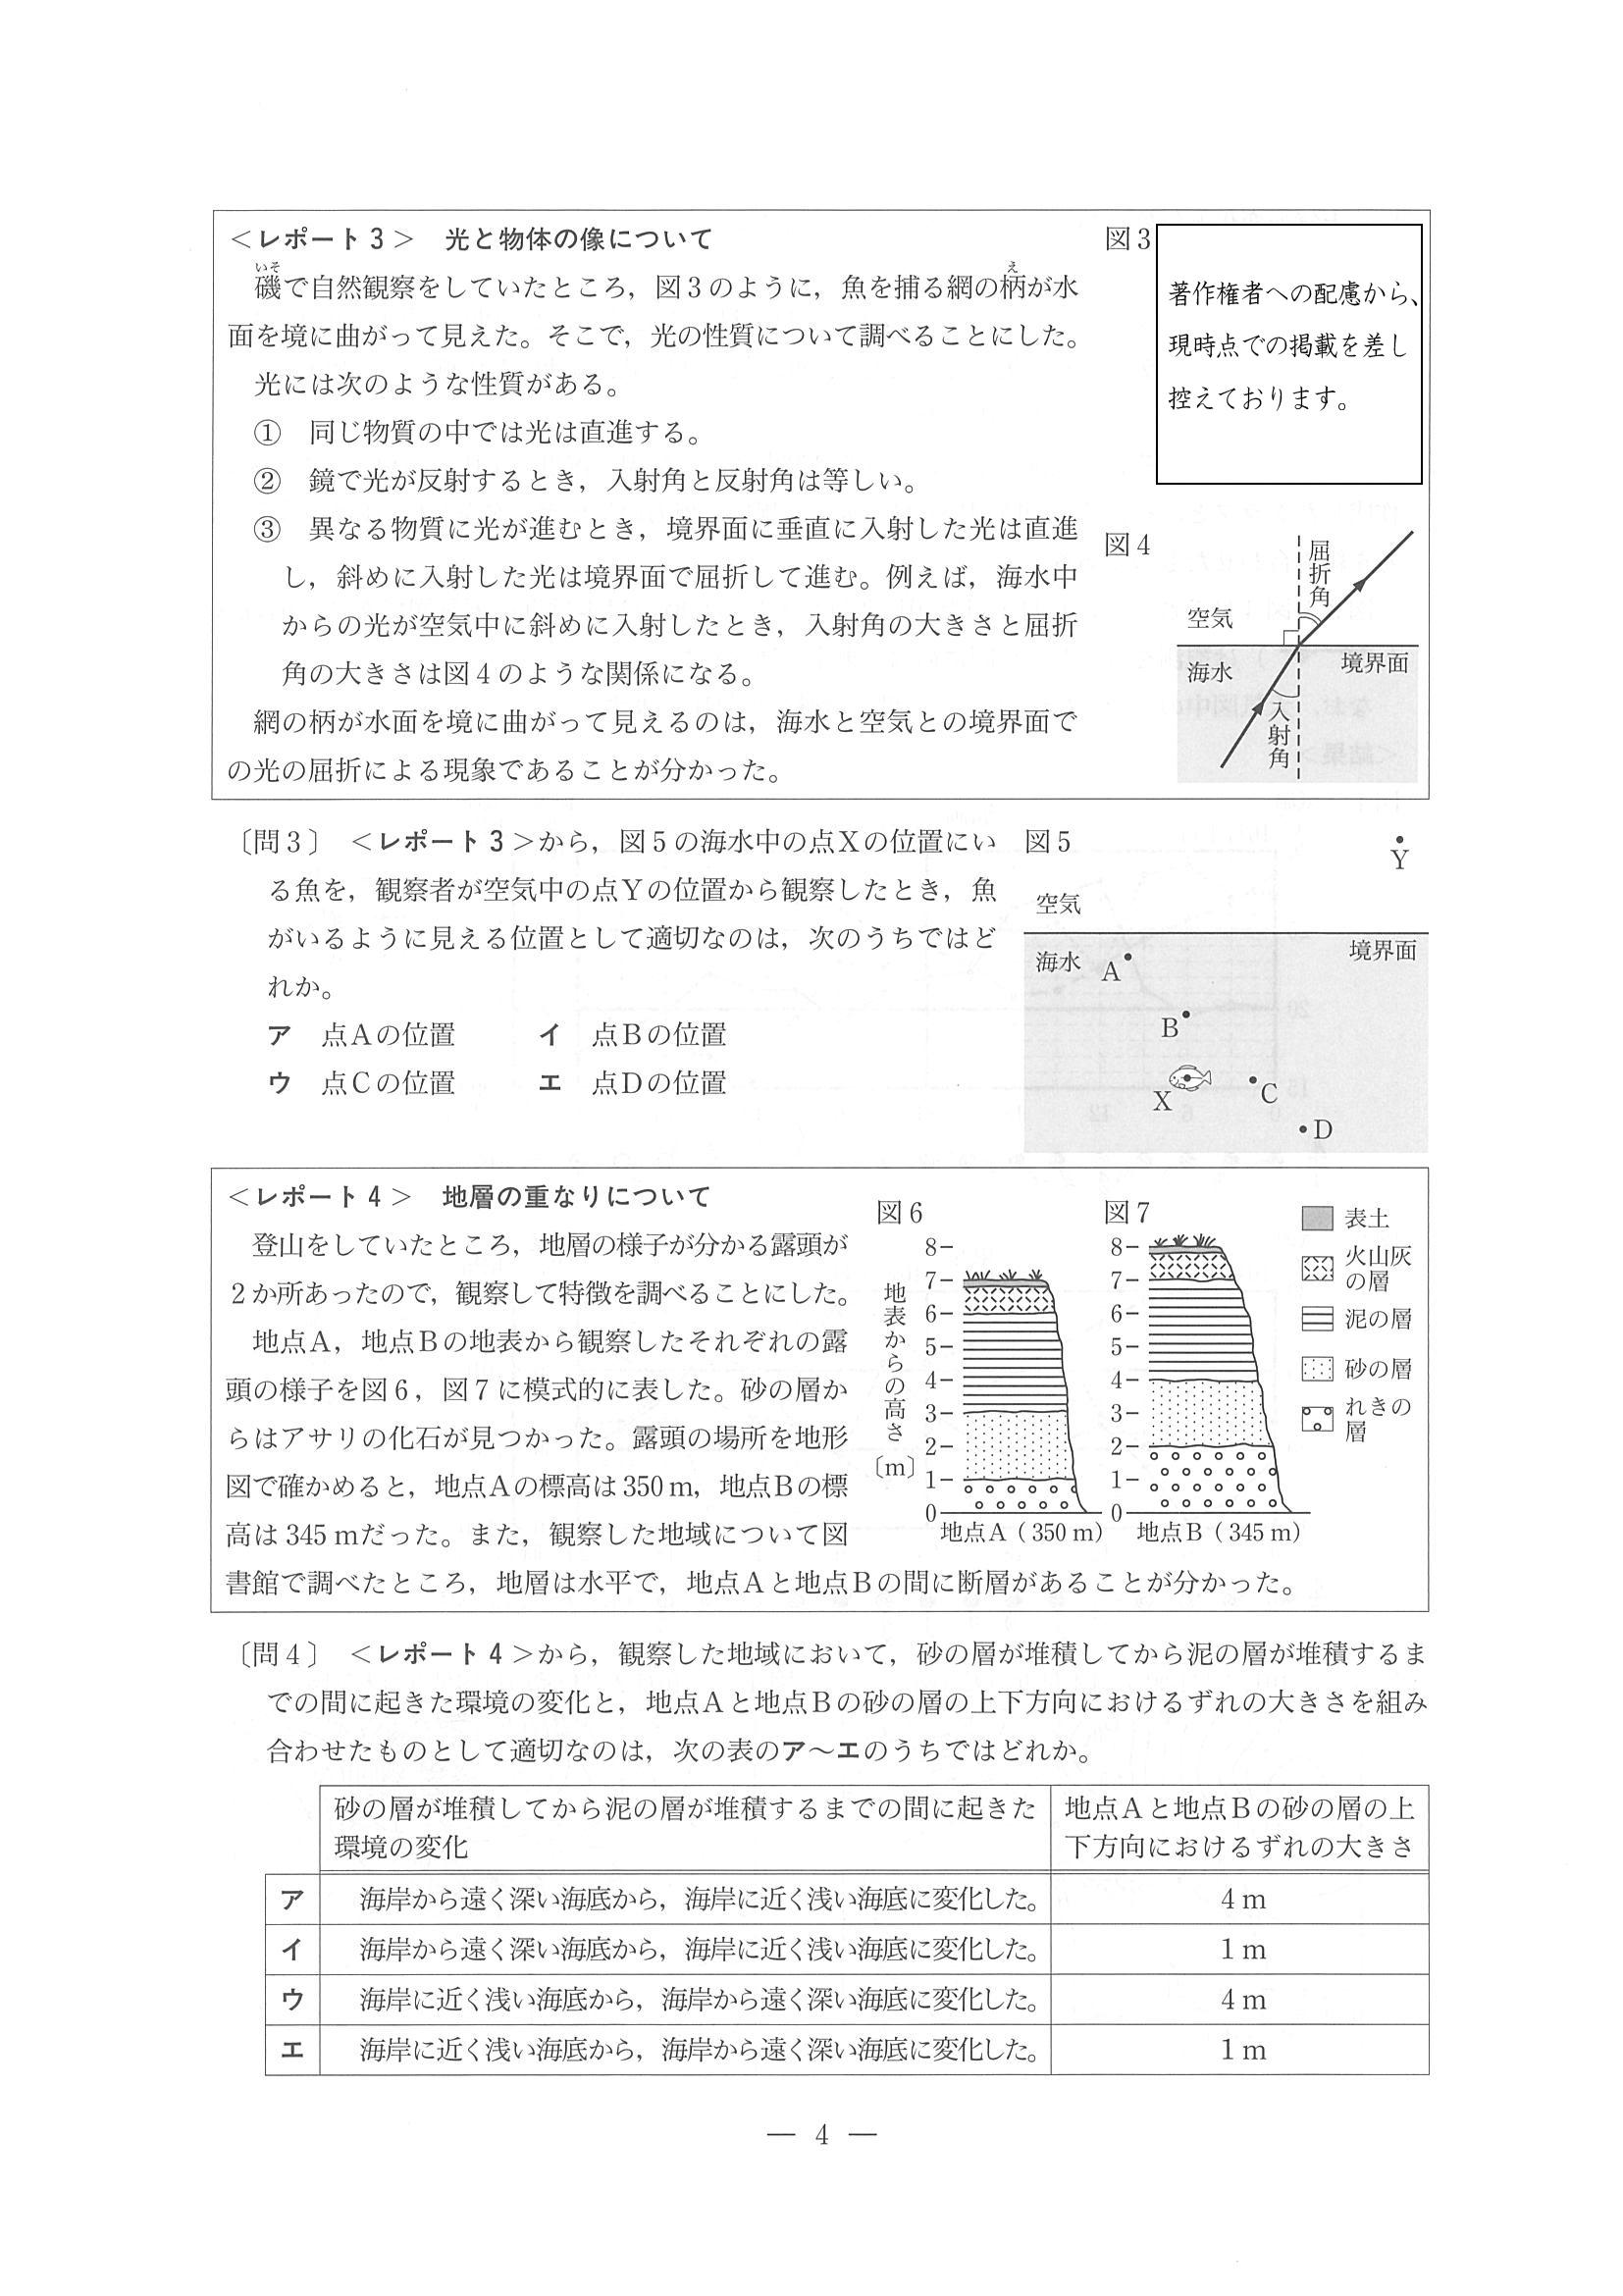 ＜レポート３＞　光と物体の像について
いそ
え
磯で自然観察をしていたところ，図３のように，魚を捕る網の柄が水
面を境に曲がって見えた。そこで，光の性質について調べることにした。
光には次のような性質がある。
①　同じ物質の中では光は直進する。
②　鏡で光が反射するとき，入射角と反射角は等しい。
③　異なる物質に光が進むとき，境界面に垂直に入射した光は直進
し，斜めに入射した光は境界面で屈折して進む。例えば，海水中
からの光が空気中に斜めに入射したとき，入射角の大きさと屈折
角の大きさは図４のような関係になる。
網の柄が水面を境に曲がって見えるのは，海水と空気との境界面で
の光の屈折による現象であることが分かった。
図３
著作権者への配慮から、
現時点での掲載を差し
控えております。
図４
屈折角
空気
海水
境界面
入射角
〔問３〕　＜レポート３＞から，図５の海水中の点Ｘの位置にい
る魚を，観察者が空気中の点Ｙの位置から観察したとき，魚
がいるように見える位置として適切なのは，次のうちではど
れか。
ア　点Ａの位置　　イ　点Ｂの位置
ウ　点Ｃの位置　　エ　点Ｄの位置
図５
Y
空気
海水
境界面
A
B
X
C
D
＜レポート４＞　地層の重なりについて
登山をしていたところ，地層の様子が分かる露頭が
２か所あったので，観察して特徴を調べることにした。
地点Ａ，地点Ｂの地表から観察したそれぞれの露
頭の様子を図６，図７に模式的に表した。砂の層か
らはアサリの化石が見つかった。露頭の場所を地形
図で確かめると，地点Ａの標高は350 m，地点Ｂの標
高は345 mだった。また，観察した地域について図
書館で調べたところ，地層は水平で，地点Ａと地点Ｂの間に断層があることが分かった。
図６
地表からの高さ
〔m〕
8
7
6
5
4
3
2
1
0
地点Ａ（350 m）
図７
8
7
6
5
4
3
2
1
0
地点Ｂ（345 m）
表土
火山灰
の層
泥の層
砂の層
れきの
層
〔問４〕　＜レポート４＞から，観察した地域において，砂の層が堆積してから泥の層が堆積するま
での間に起きた環境の変化と，地点Ａと地点Ｂの砂の層の上下方向におけるずれの大きさを組み
合わせたものとして適切なのは，次の表のア～エのうちではどれか。
砂の層が堆積してから泥の層が堆積するまでの間に起きた
環境の変化
地点Ａと地点Ｂの砂の層の上
下方向におけるずれの大きさ
ア　海岸から遠く深い海底から，海岸に近く浅い海底に変化した。　4 m
イ　海岸から遠く深い海底から，海岸に近く浅い海底に変化した。　1 m
ウ　海岸に近く浅い海底から，海岸から遠く深い海底に変化した。　4 m
エ　海岸に近く浅い海底から，海岸から遠く深い海底に変化した。　1 m
― 4 ―